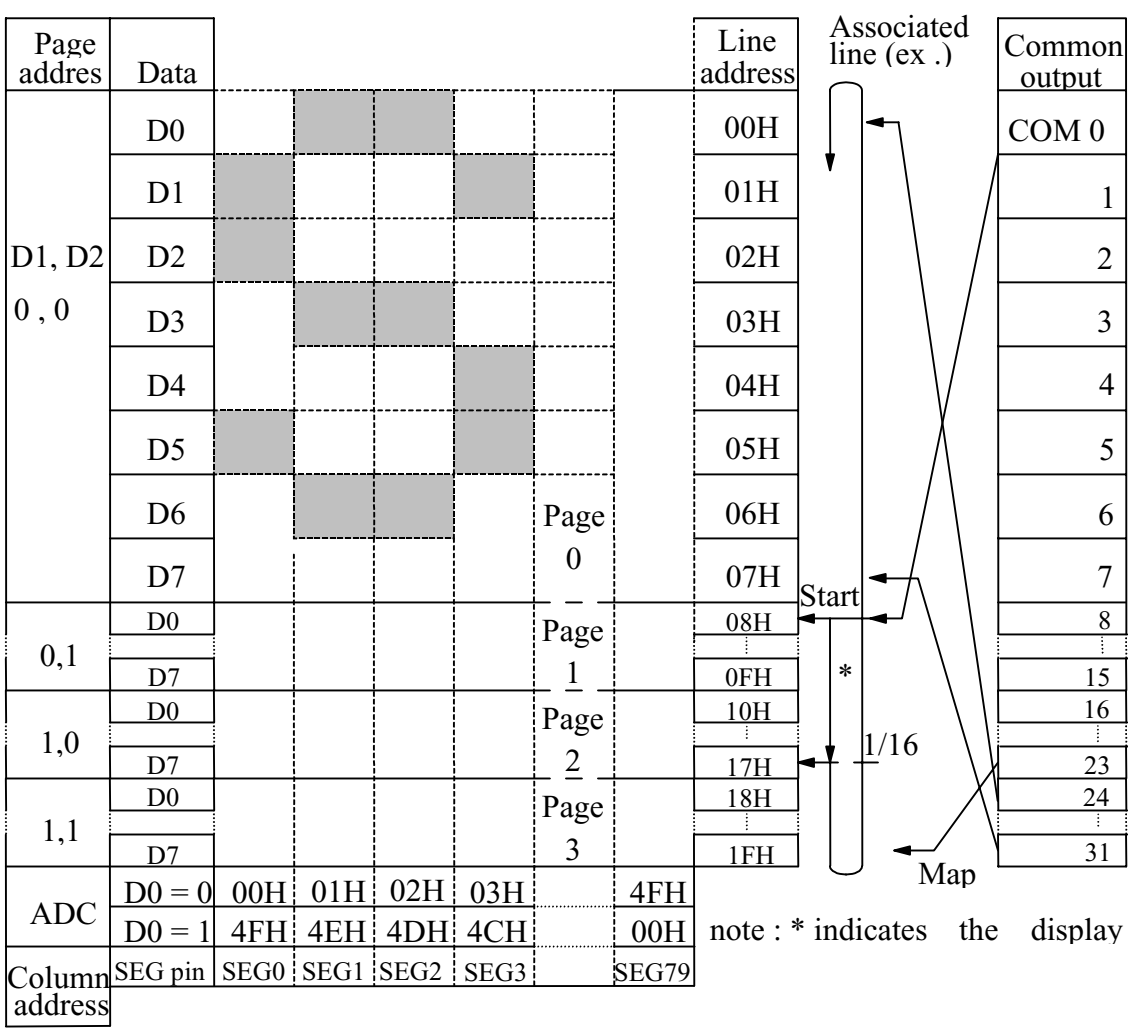 Page addres Data Line address Associated line (ex .) Common output
D0 00H COM 0
D1 01H 1
D1, D2 D2 02H 2
0 , 0 D3 03H 3
D4 04H 4
D5 05H 5
D6 Page 0 06H 6
D7 07H 7
Start
0,1 D0 Page 1 08H 8
D7 0FH * 15
1,0 D0 Page 2 10H 16
1/16
D7 17H 23
1,1 D0 Page 3 18H 24
D7 1FH 31
Map
ADC D0 = 0 00H 01H 02H 03H 4FH
D0 = 1 4FH 4EH 4DH 4CH 00H
note : * indicates the display
Column address SEG pin SEG0 SEG1 SEG2 SEG3 SEG79